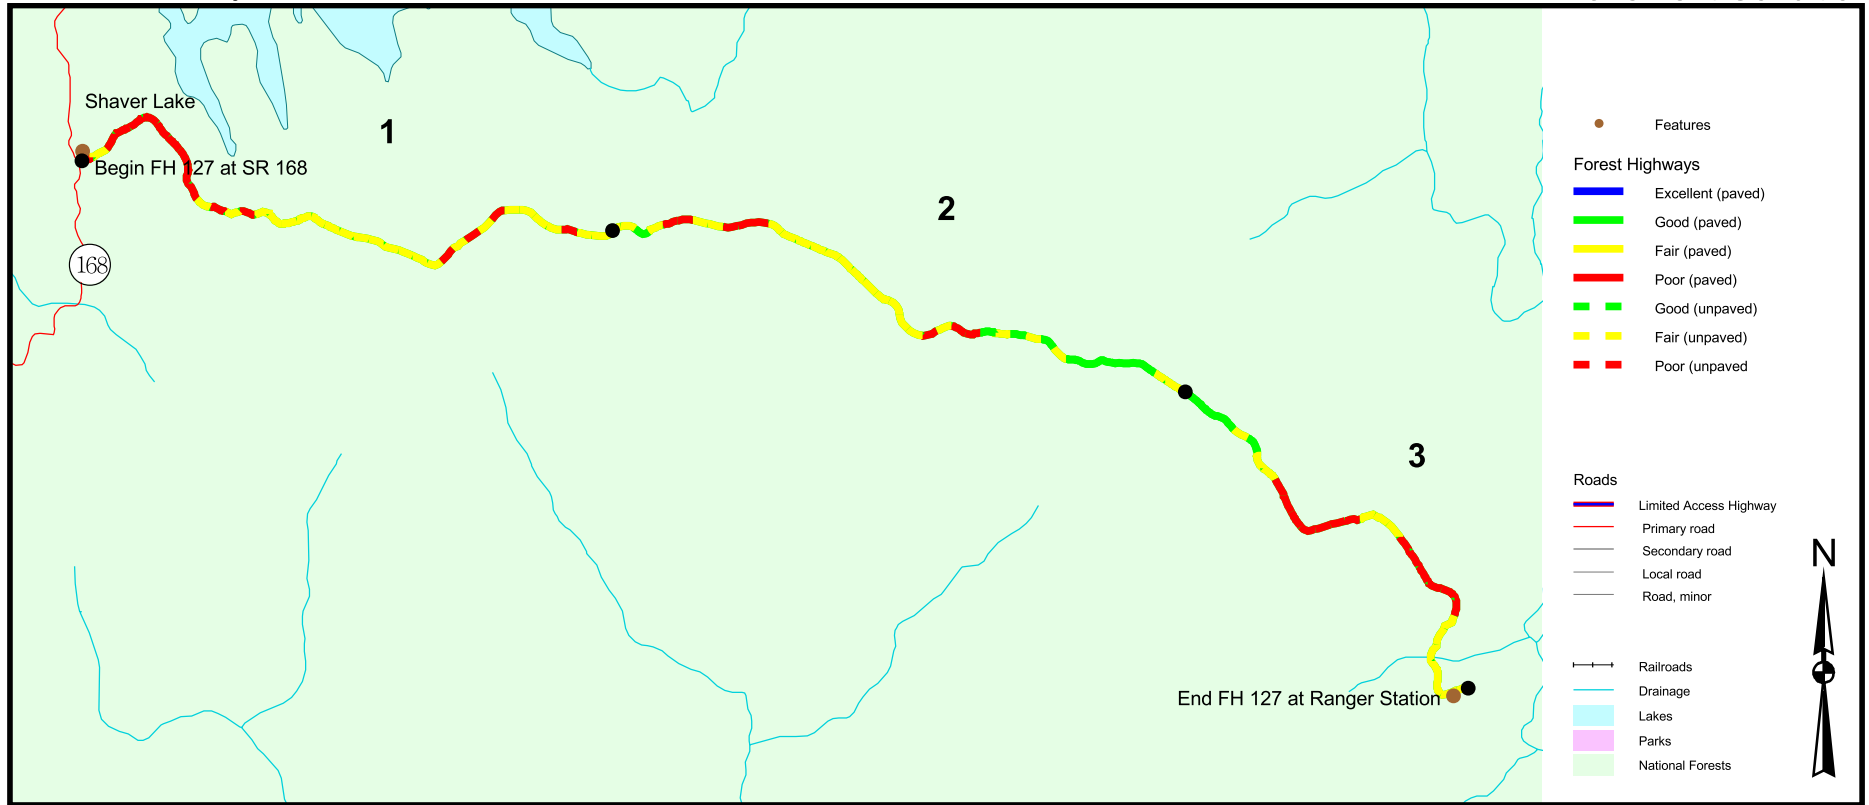 Shaver Lake
1
Begin FH 127 at SR 168
2
168
3
End FH 127 at Ranger Station
Features
Forest Highways
Excellent (paved)
Good (paved)
Fair (paved)
Poor (paved)
Good (unpaved)
Fair (unpaved)
Poor (unpaved
Roads
Limited Access Highway
Primary road
Secondary road
Local road
Road, minor
N
Railroads
Drainage
Lakes
Parks
National Forests